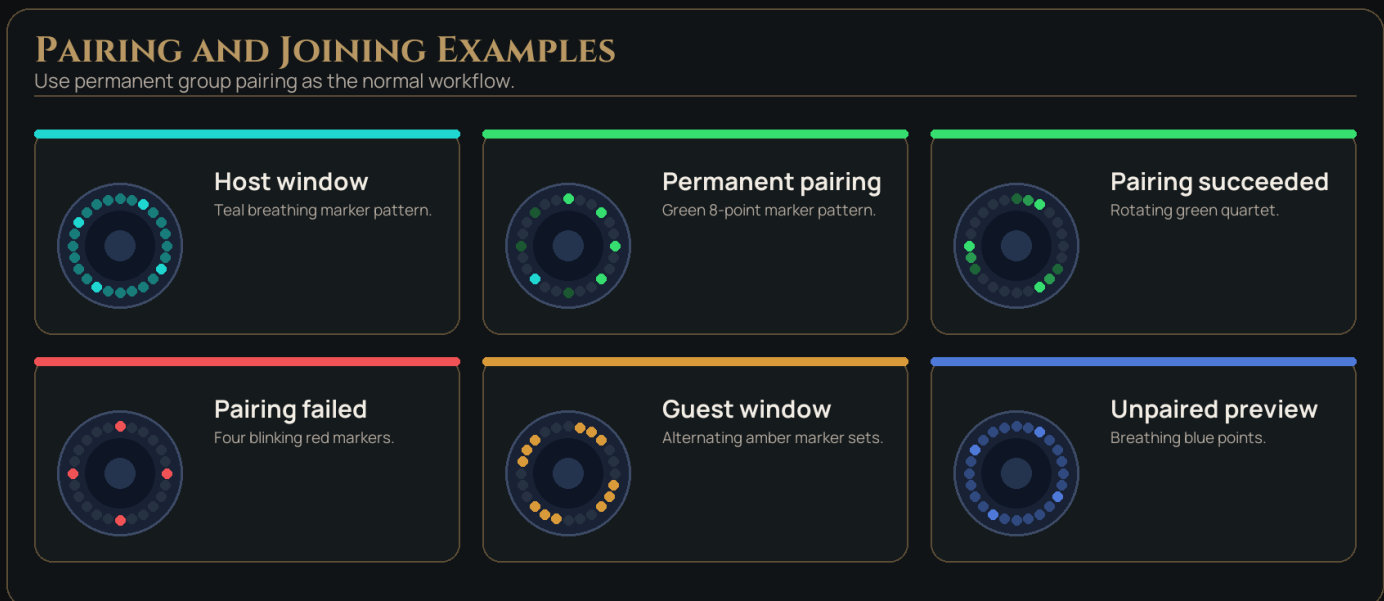 Pairing and Joining Examples
Use permanent group pairing as the normal workflow.
Host window
Teal breathing marker pattern.
Permanent pairing
Green 8-point marker pattern.
Pairing succeeded
Rotating green quartet.
Pairing failed
Four blinking red markers.
Guest window
Alternating amber marker sets.
Unpaired preview
Breathing blue points.